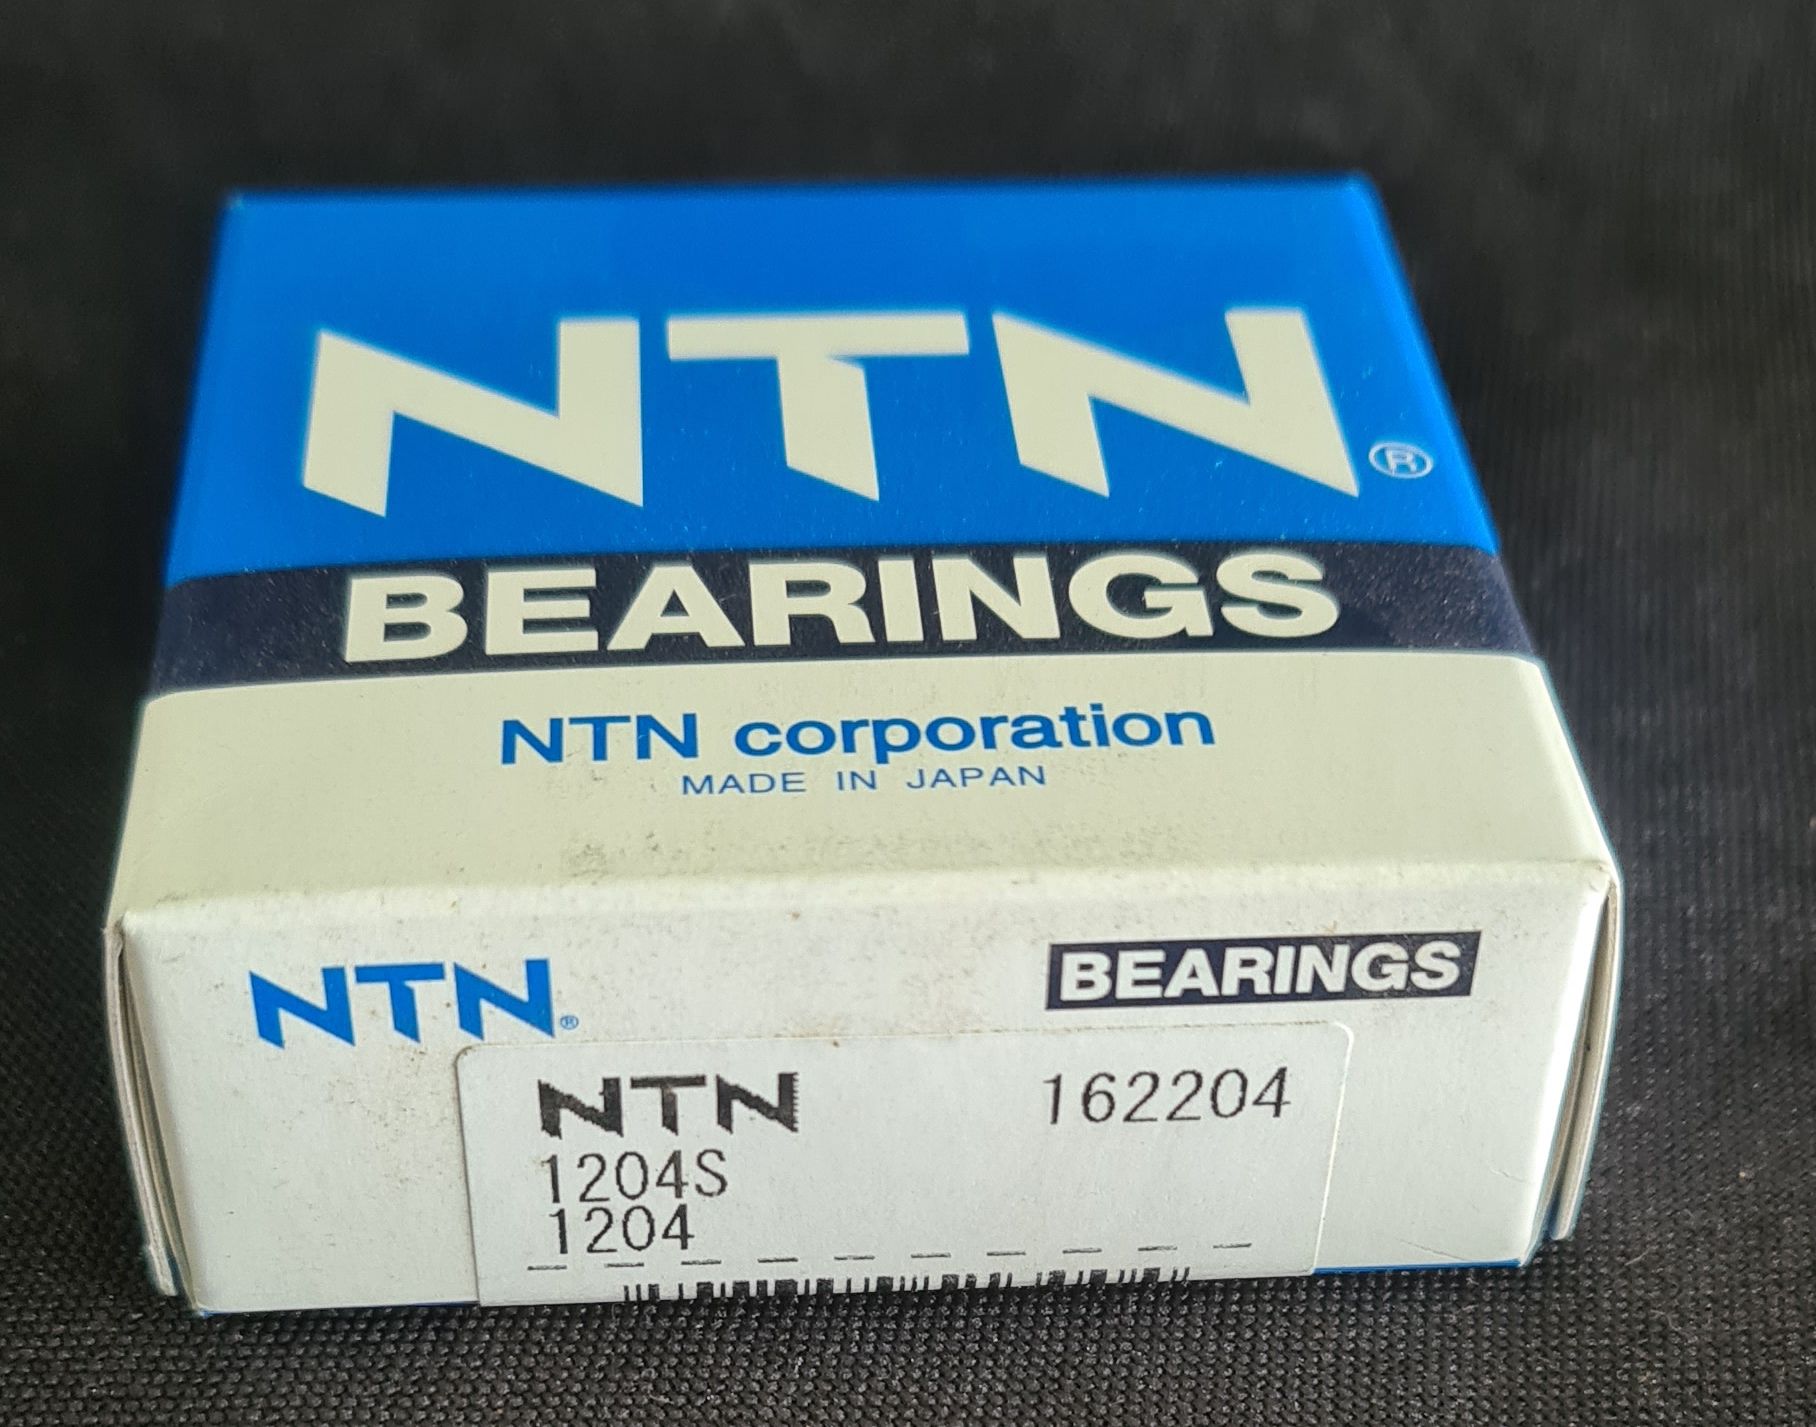 NTN®
BEARINGS
NTN corporation
MADE IN JAPAN
NTN® BEARINGS
NTN 162204
1204S
1204